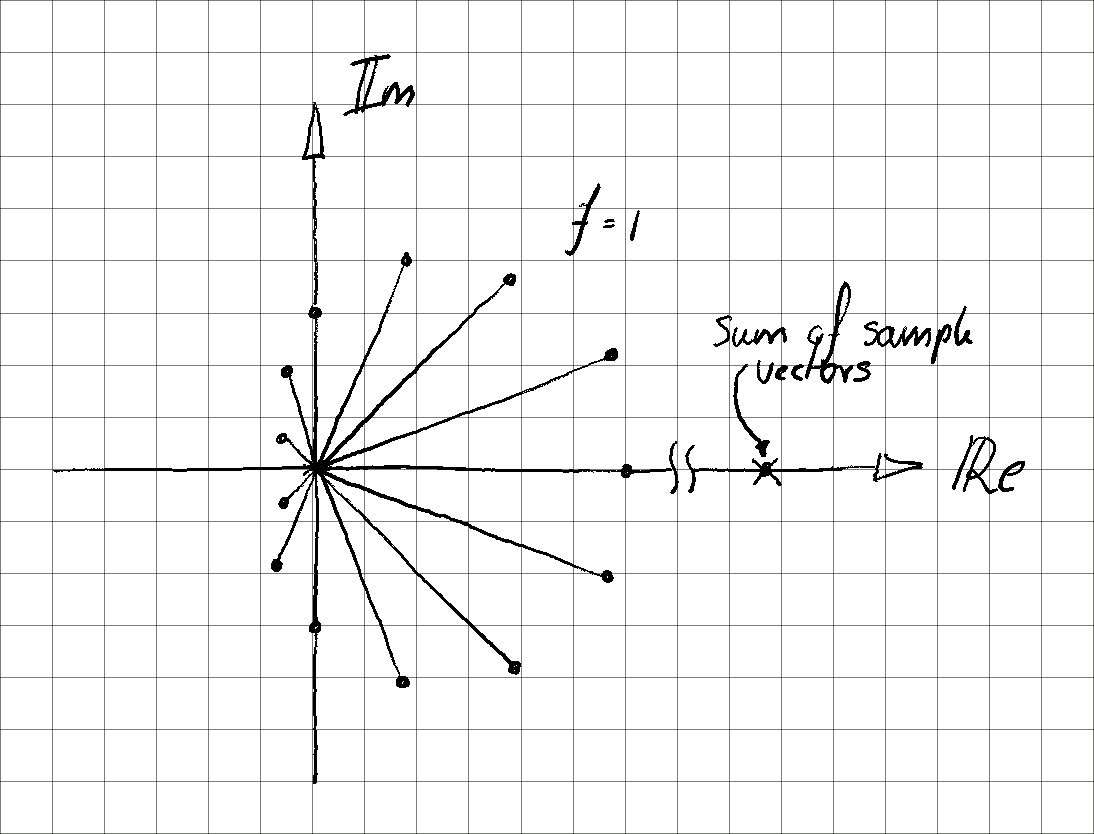 Im
f = 1
Sum of sample
vectors
Re